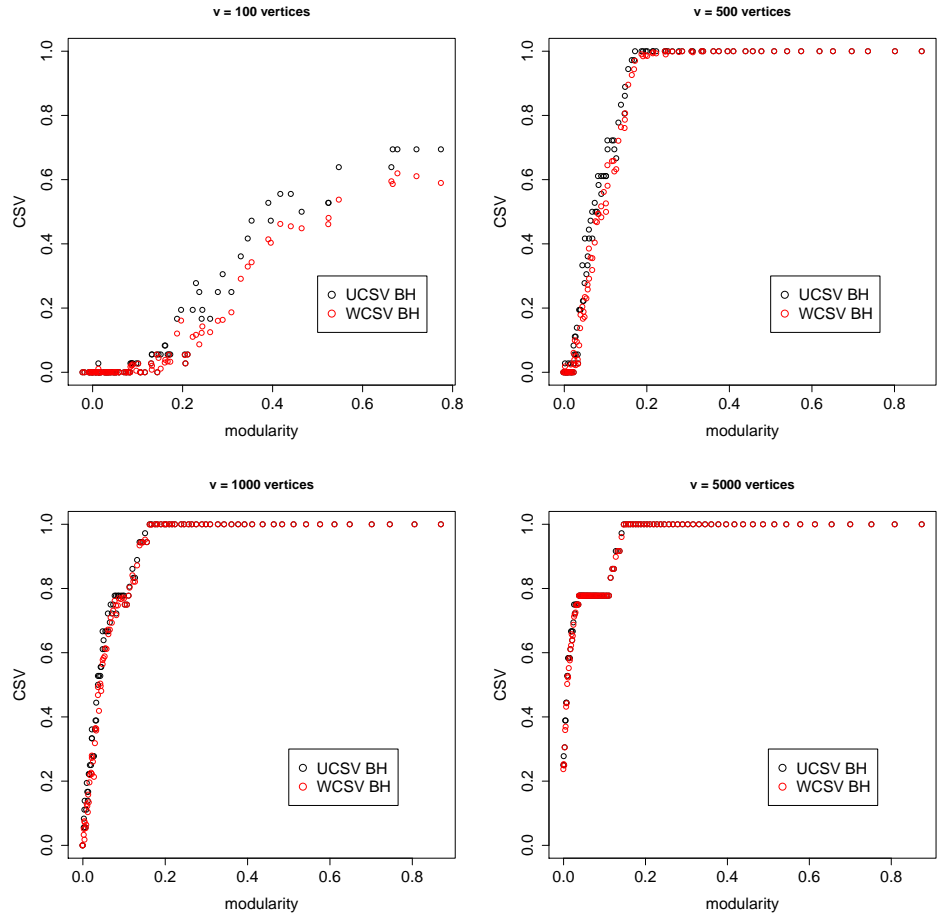 v = 100 vertices
CSV
1.0
0.8
0.6
0.4
0.2
0.0
UCSV BH
WCSV BH
0.0 0.2 0.4 0.6 0.8
modularity
v = 500 vertices
CSV
1.0
0.8
0.6
0.4
0.2
0.0
UCSV BH
WCSV BH
0.0 0.2 0.4 0.6 0.8
modularity
v = 1000 vertices
CSV
1.0
0.8
0.6
0.4
0.2
0.0
UCSV BH
WCSV BH
0.0 0.2 0.4 0.6 0.8
modularity
v = 5000 vertices
CSV
1.0
0.8
0.6
0.4
0.2
0.0
UCSV BH
WCSV BH
0.0 0.2 0.4 0.6 0.8
modularity